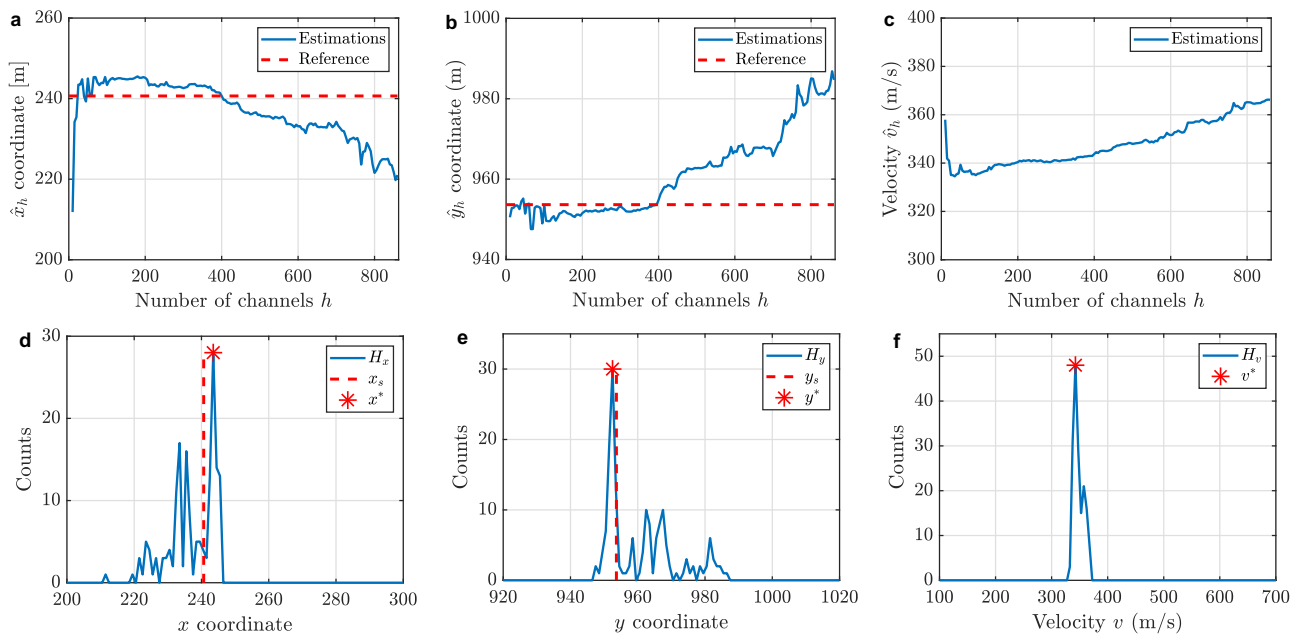 a
260
240
220
200
0
200
400
600
800
x̂_h coordinate [m]
Number of channels h
Estimations
Reference
b
1000
980
960
940
0
200
400
600
800
ŷ_h coordinate (m)
Number of channels h
Estimations
Reference
c
400
380
360
340
320
300
0
200
400
600
800
Velocity v̂_h (m/s)
Number of channels h
Estimations
d
30
20
10
0
200
220
240
260
280
300
Counts
x coordinate
H_x
x_s
x*
e
30
20
10
0
920
940
960
980
1000
1020
Counts
y coordinate
H_y
y_s
y*
f
50
40
30
20
10
0
100
200
300
400
500
600
700
Counts
Velocity v (m/s)
H_v
v*